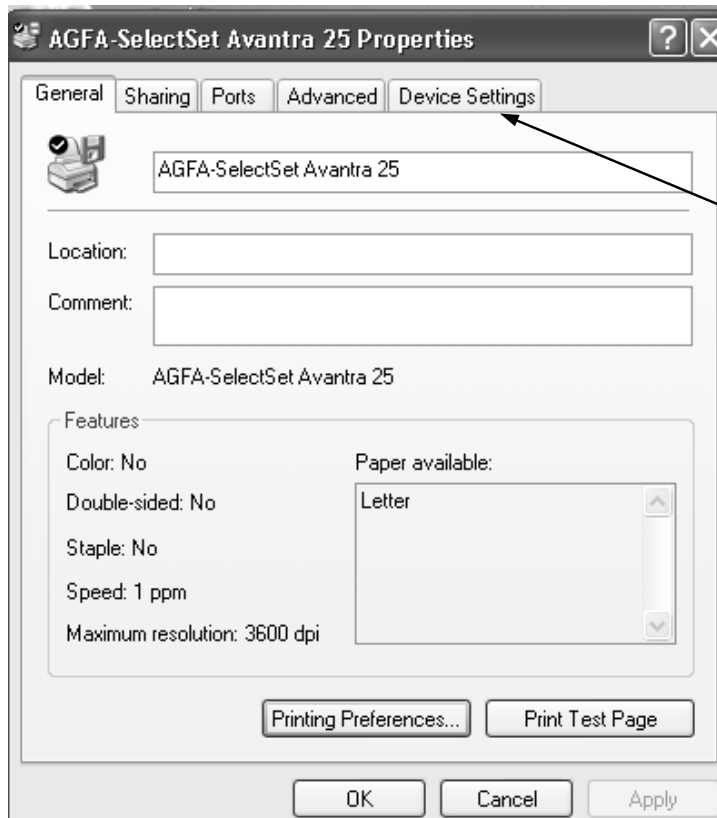 AGFA-SelectSet Avantra 25 Properties
General Sharing Ports Advanced Device Settings
AGFA-SelectSet Avantra 25
Location:
Comment:
Model: AGFA-SelectSet Avantra 25
Features
Color: No
Paper available:
Double-sided: No
Letter
Staple: No
Speed: 1 ppm
Maximum resolution: 3600 dpi
Printing Preferences... Print Test Page
OK Cancel Apply